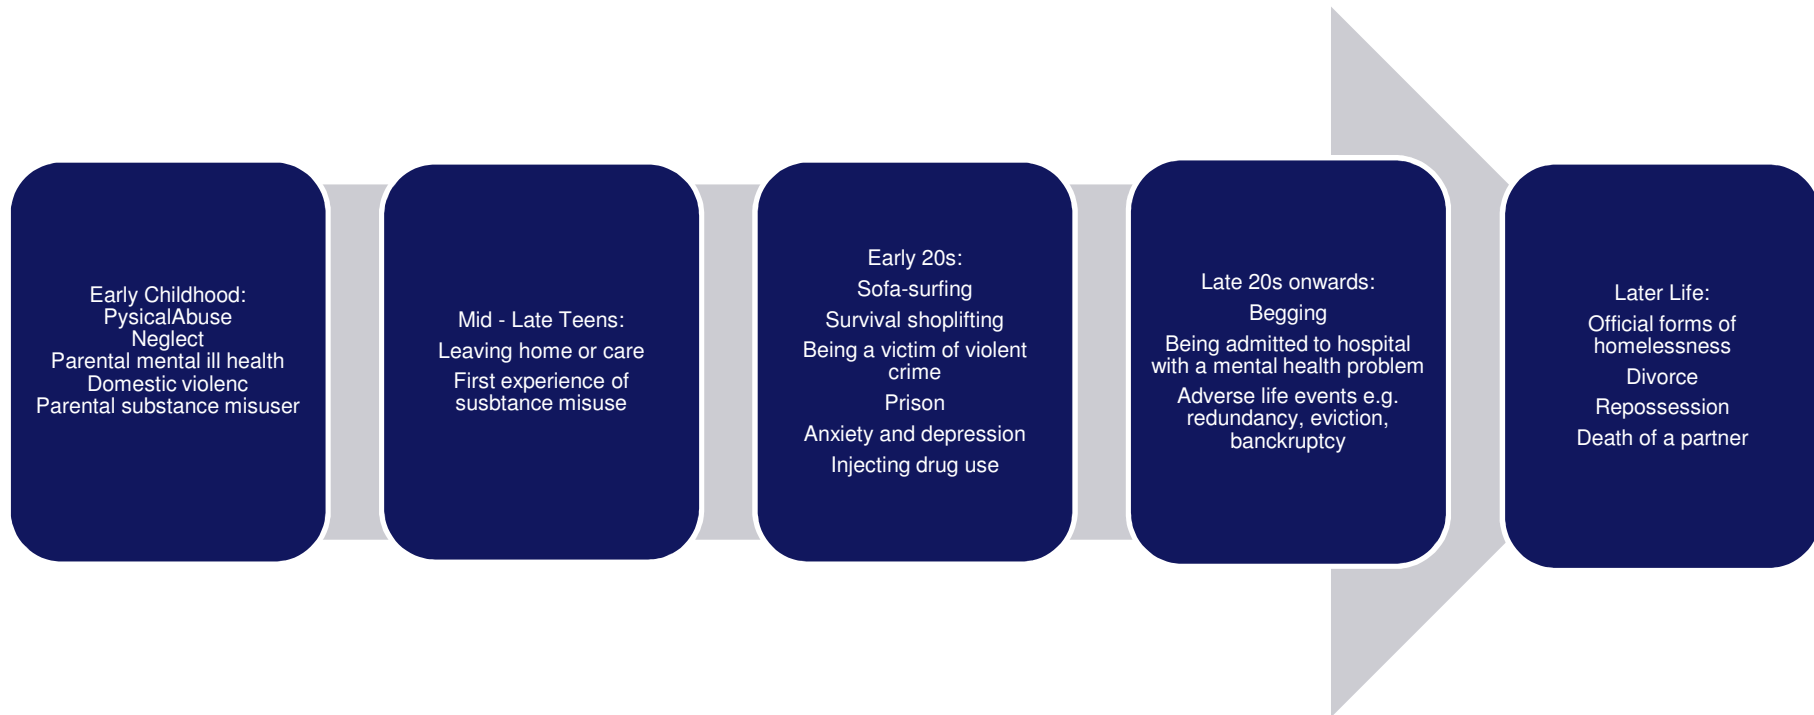 Early Childhood:
PysicalAbuse
Neglect
Parental mental ill health
Domestic violenc
Parental substance misuser
Mid - Late Teens:
Leaving home or care
First experience of
susbtance misuse
Early 20s:
Sofa-surfing
Survival shoplifting
Being a victim of violent
crime
Prison
Anxiety and depression
Injecting drug use
Late 20s onwards:
Begging
Being admitted to hospital
with a mental health problem
Adverse life events e.g.
redundancy, eviction,
banckruptcy
Later Life:
Official forms of
homelessness
Divorce
Repossession
Death of a partner